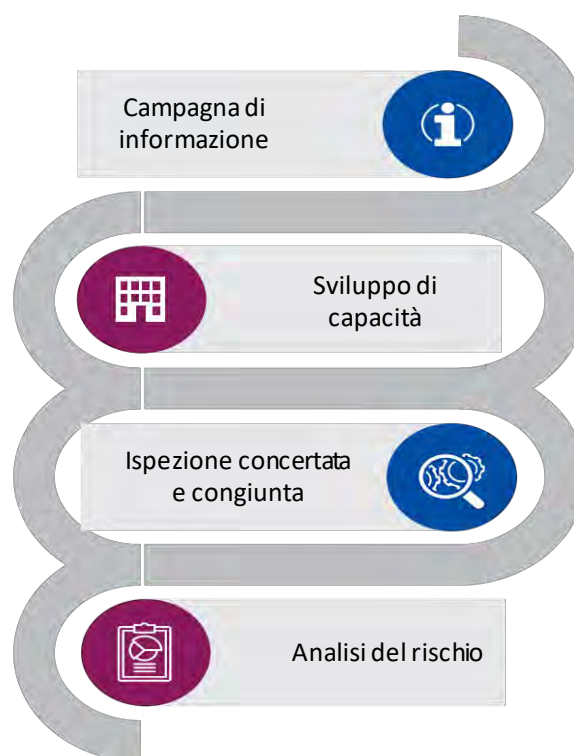 Campagna di
informazione
Sviluppo di
capacità
Ispezione concertata
e congiunta
Analisi del rischio